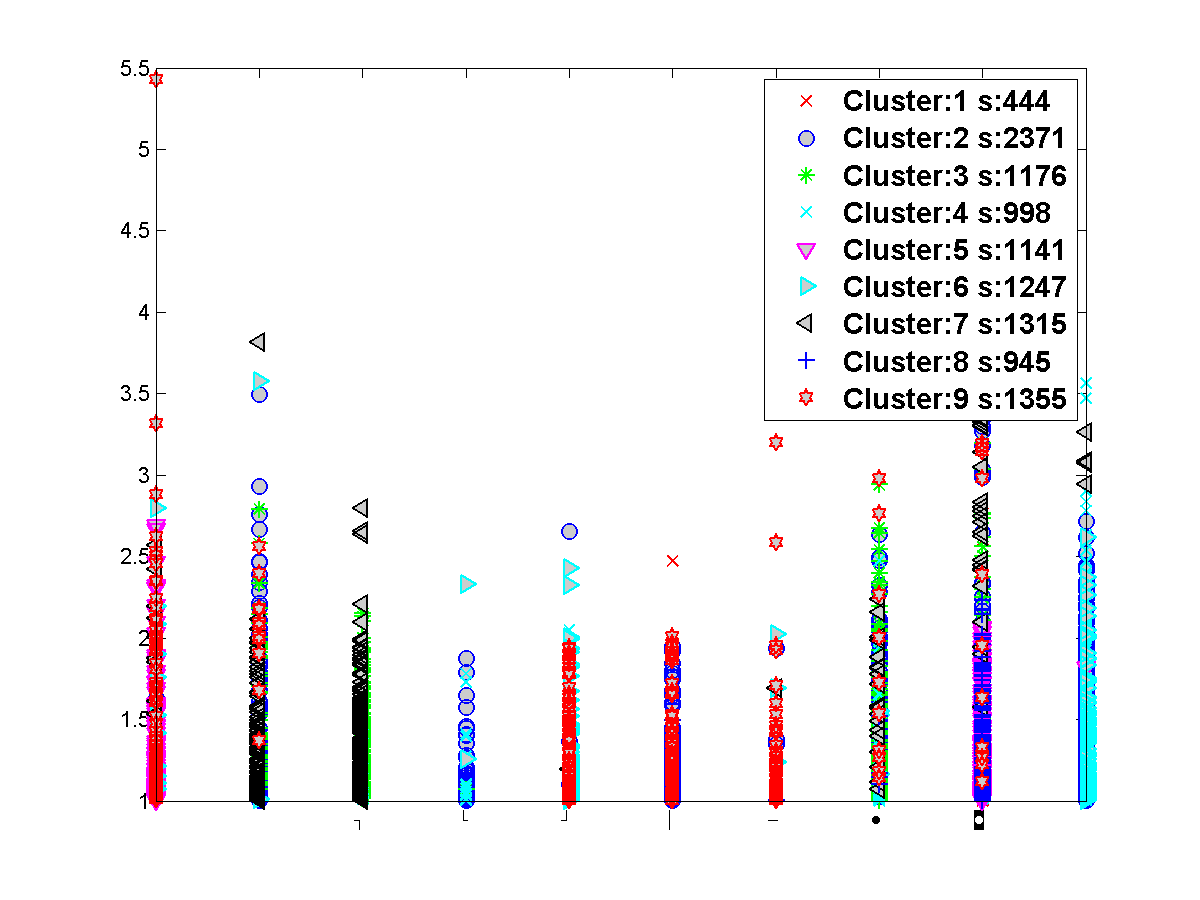 5.5
5
4.5
4
3.5
3
2.5
2
1.5
1
Cluster:1 s:444
Cluster:2 s:2371
Cluster:3 s:1176
Cluster:4 s:998
Cluster:5 s:1141
Cluster:6 s:1247
Cluster:7 s:1315
Cluster:8 s:945
Cluster:9 s:1355
┐ └ ┘ │ ─ • ◘